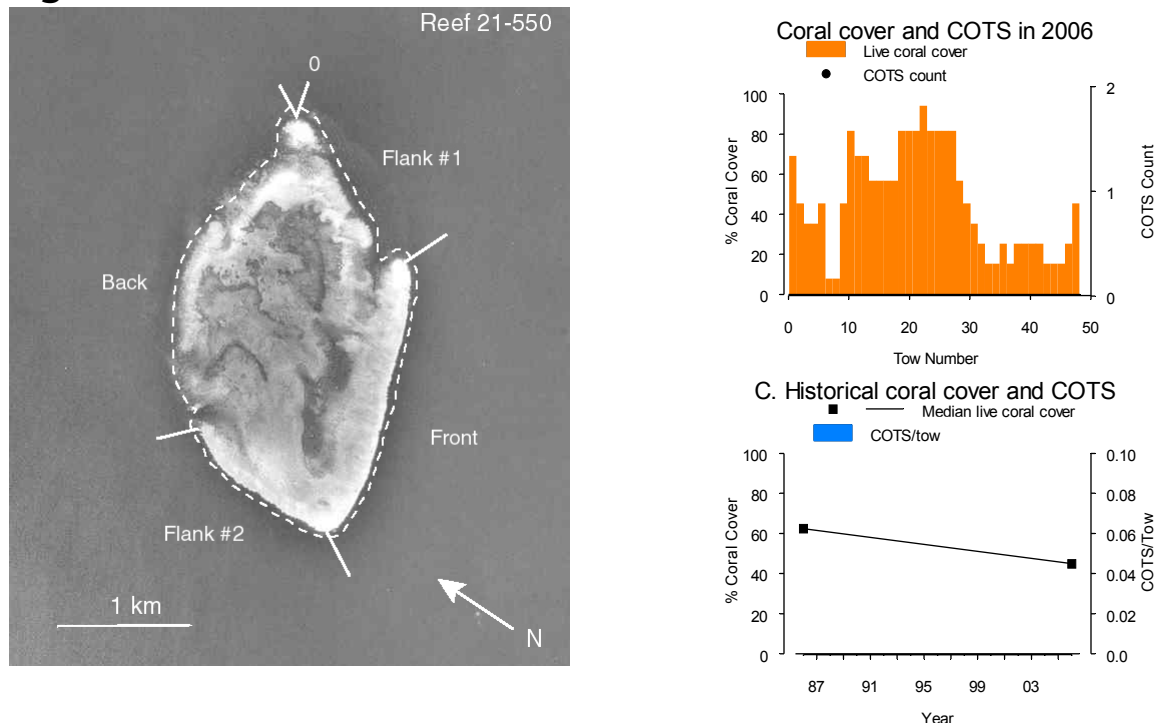 Reef 21-550
0
Flank #1
Back
Front
Flank #2
1 km
N
Coral cover and COTS in 2006
Live coral cover
COTS count
% Coral Cover
100
80
60
40
20
0
2
1
0
COTS Count
0 10 20 30 40 50
Tow Number
C. Historical coral cover and COTS
Median live coral cover
COTS/tow
% Coral Cover
100
80
60
40
20
0
0.10
0.08
0.06
0.04
0.02
0.0
COTS/Tow
87 91 95 99 03
Year